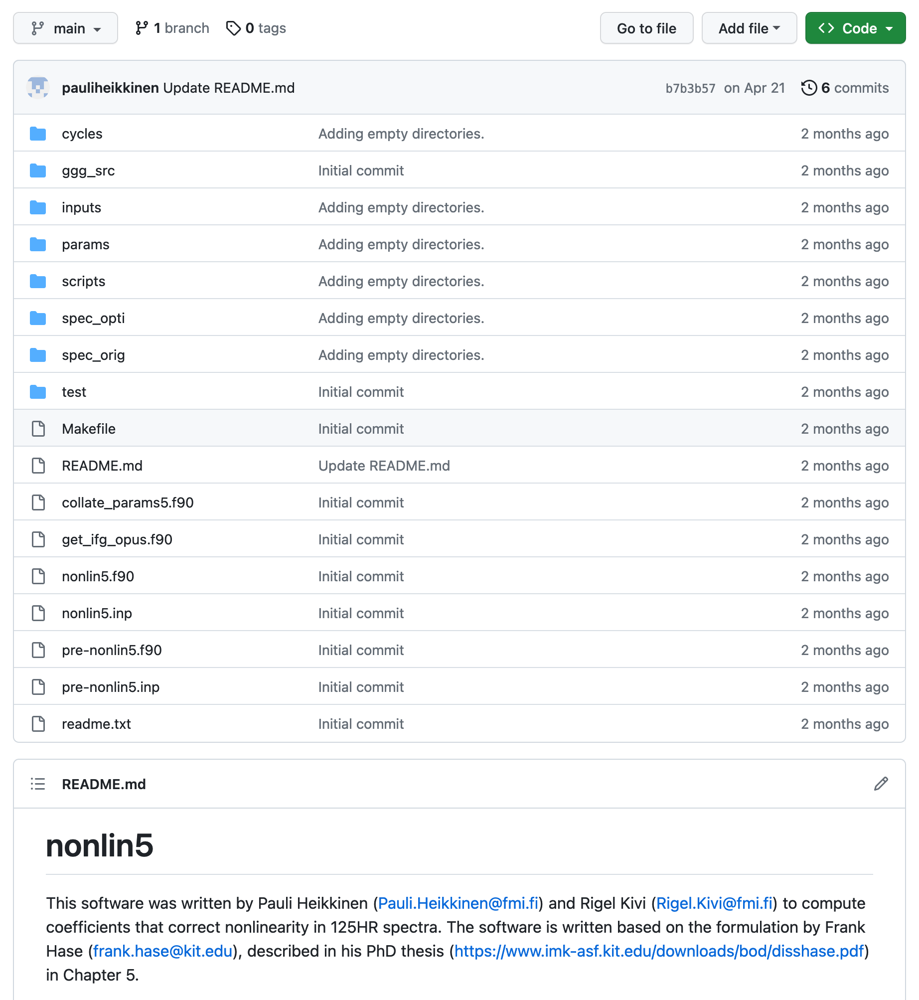 main
1 branch
0 tags
Go to file
Add file
Code
pauliheikkinen Update README.md
b7b3b57 on Apr 21
6 commits
cycles Adding empty directories. 2 months ago
ggg_src Initial commit 2 months ago
inputs Adding empty directories. 2 months ago
params Adding empty directories. 2 months ago
scripts Adding empty directories. 2 months ago
spec_opti Adding empty directories. 2 months ago
spec_orig Adding empty directories. 2 months ago
test Initial commit 2 months ago
Makefile Initial commit 2 months ago
README.md Update README.md 2 months ago
collate_params5.f90 Initial commit 2 months ago
get_ifg_opus.f90 Initial commit 2 months ago
nonlin5.f90 Initial commit 2 months ago
nonlin5.inp Initial commit 2 months ago
pre-nonlin5.f90 Initial commit 2 months ago
pre-nonlin5.inp Initial commit 2 months ago
readme.txt Initial commit 2 months ago
README.md
nonlin5
This software was written by Pauli Heikkinen (Pauli.Heikkinen@fmi.fi) and Rigel Kivi (Rigel.Kivi@fmi.fi) to compute
coefficients that correct nonlinearity in 125HR spectra. The software is written based on the formulation by Frank
Hase (frank.hase@kit.edu), described in his PhD thesis (https://www.imk-asf.kit.edu/downloads/bod/disshase.pdf)
in Chapter 5.